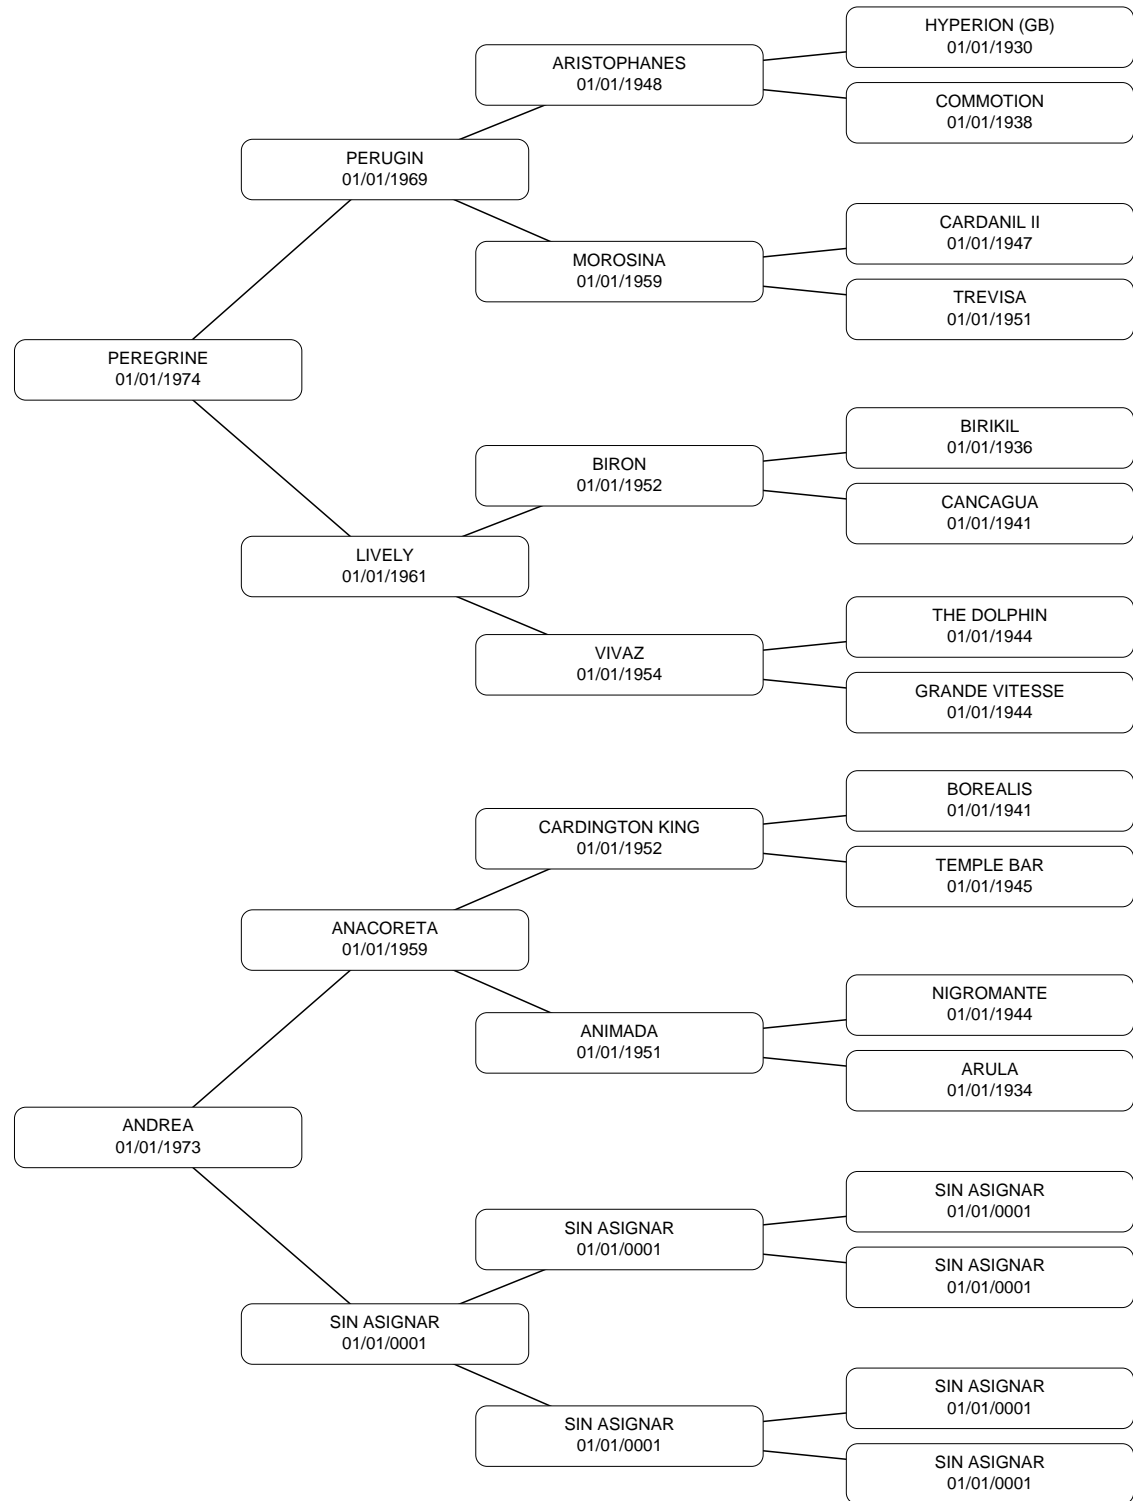 HYPERION (GB)
01/01/1930
ARISTOPHANES
01/01/1948
COMMOTION
01/01/1938
PERUGIN
01/01/1969
CARDANIL II
01/01/1947
MOROSINA
01/01/1959
TREVISA
01/01/1951
PEREGRINE
01/01/1974
BIRIKIL
01/01/1936
BIRON
01/01/1952
CANCAGUA
01/01/1941
LIVELY
01/01/1961
THE DOLPHIN
01/01/1944
VIVAZ
01/01/1954
GRANDE VITESSE
01/01/1944
BOREALIS
01/01/1941
CARDINGTON KING
01/01/1952
TEMPLE BAR
01/01/1945
ANACORETA
01/01/1959
NIGROMANTE
01/01/1944
ANIMADA
01/01/1951
ARULA
01/01/1934
ANDREA
01/01/1973
SIN ASIGNAR
01/01/0001
SIN ASIGNAR
01/01/0001
SIN ASIGNAR
01/01/0001
SIN ASIGNAR
01/01/0001
SIN ASIGNAR
01/01/0001
SIN ASIGNAR
01/01/0001
SIN ASIGNAR
01/01/0001